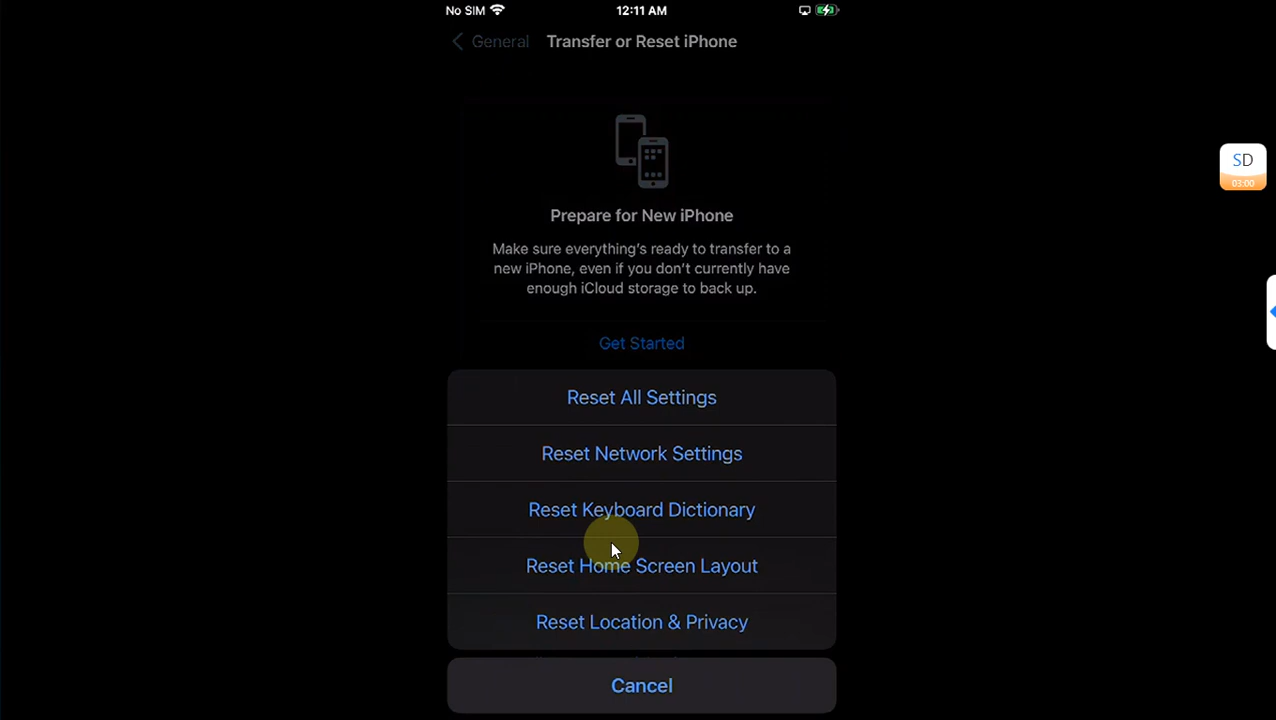 No SIM
12:11 AM
General
Transfer or Reset iPhone
Prepare for New iPhone
Make sure everything's ready to transfer to a
new iPhone, even if you don't currently have
enough iCloud storage to back up.
Get Started
Reset All Settings
Reset Network Settings
Reset Keyboard Dictionary
Reset Home Screen Layout
Reset Location & Privacy
Cancel
SD
03:00